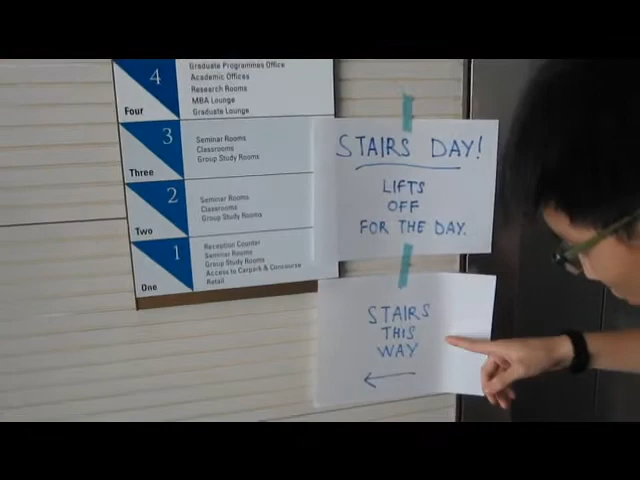 4
Four
Graduate Programmes Office
Academic Offices
Research Rooms
MBA Lounge
Graduate Lounge
3
Three
Seminar Rooms
Classrooms
Group Study Rooms
2
Two
Seminar Rooms
Classrooms
Group Study Rooms
1
One
Reception Counter
Seminar Rooms
Group Study Rooms
Access to Carpark & Concourse
Retail
STAIRS DAY!
LIFTS
OFF
FOR THE DAY.
STAIRS
THIS
WAY